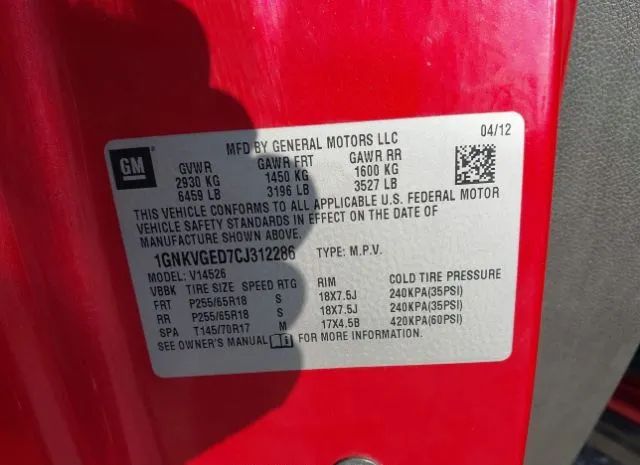 MFD BY GENERAL MOTORS LLC 04/12
GM
GVWR GAWR FRT GAWR RR
2930 KG 1450 KG 1600 KG
6459 LB 3196 LB 3527 LB
THIS VEHICLE CONFORMS TO ALL APPLICABLE U.S. FEDERAL MOTOR
VEHICLE SAFETY STANDARDS IN EFFECT ON THE DATE OF
MANUFACTURE SHOWN ABOVE.
1GNKVGED7CJ312286 TYPE: M.P.V.
MODEL: V14526
VBBK TIRE SIZE SPEED RTG RIM COLD TIRE PRESSURE
FRT P255/65R18 S 18X7.5J 240KPA(35PSI)
RR P255/65R18 S 18X7.5J 240KPA(35PSI)
SPA T145/70R17 M 17X4.5B 420KPA(60PSI)
SEE OWNER'S MANUAL FOR MORE INFORMATION.